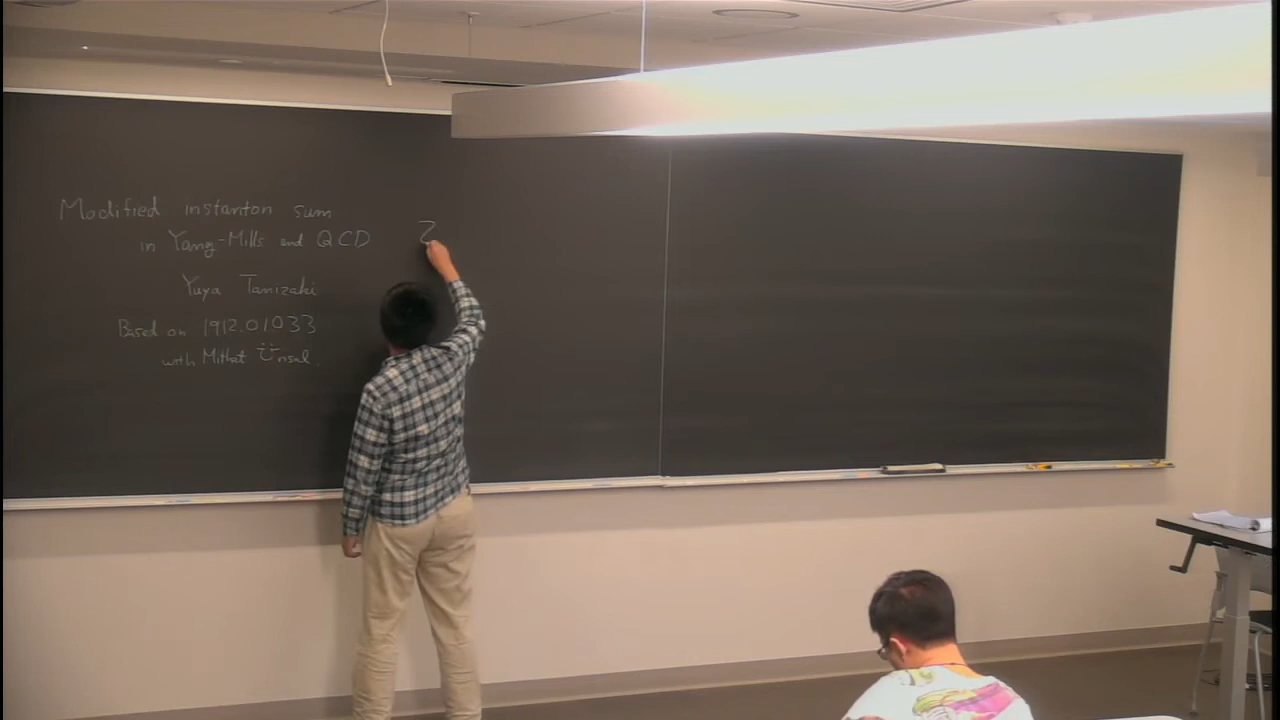 Modified instanton sum
in Yang-Mills and QCD
Yuya Tanizaki
Based on 1912.01033
with Mithat Ünsal.